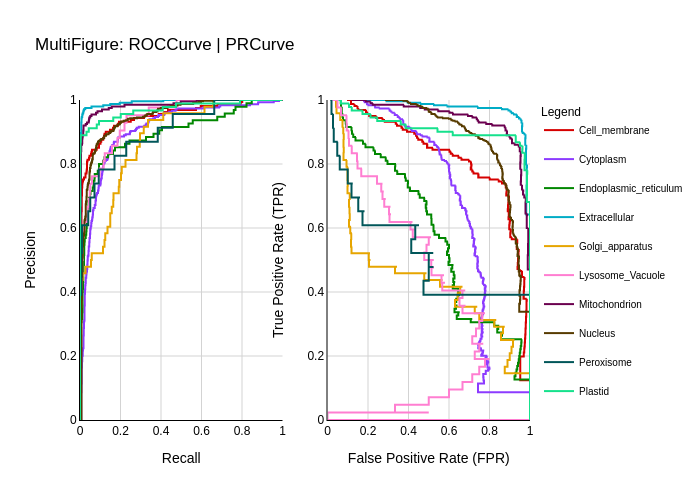 MultiFigure: ROCCurve | PRCurve
Precision
1
0.8
0.6
0.4
0.2
0
0 0.2 0.4 0.6 0.8 1
Recall
True Positive Rate (TPR)
1
0.8
0.6
0.4
0.2
0
0 0.2 0.4 0.6 0.8 1
False Positive Rate (FPR)
Legend
Cell_membrane
Cytoplasm
Endoplasmic_reticulum
Extracellular
Golgi_apparatus
Lysosome_Vacuole
Mitochondrion
Nucleus
Peroxisome
Plastid